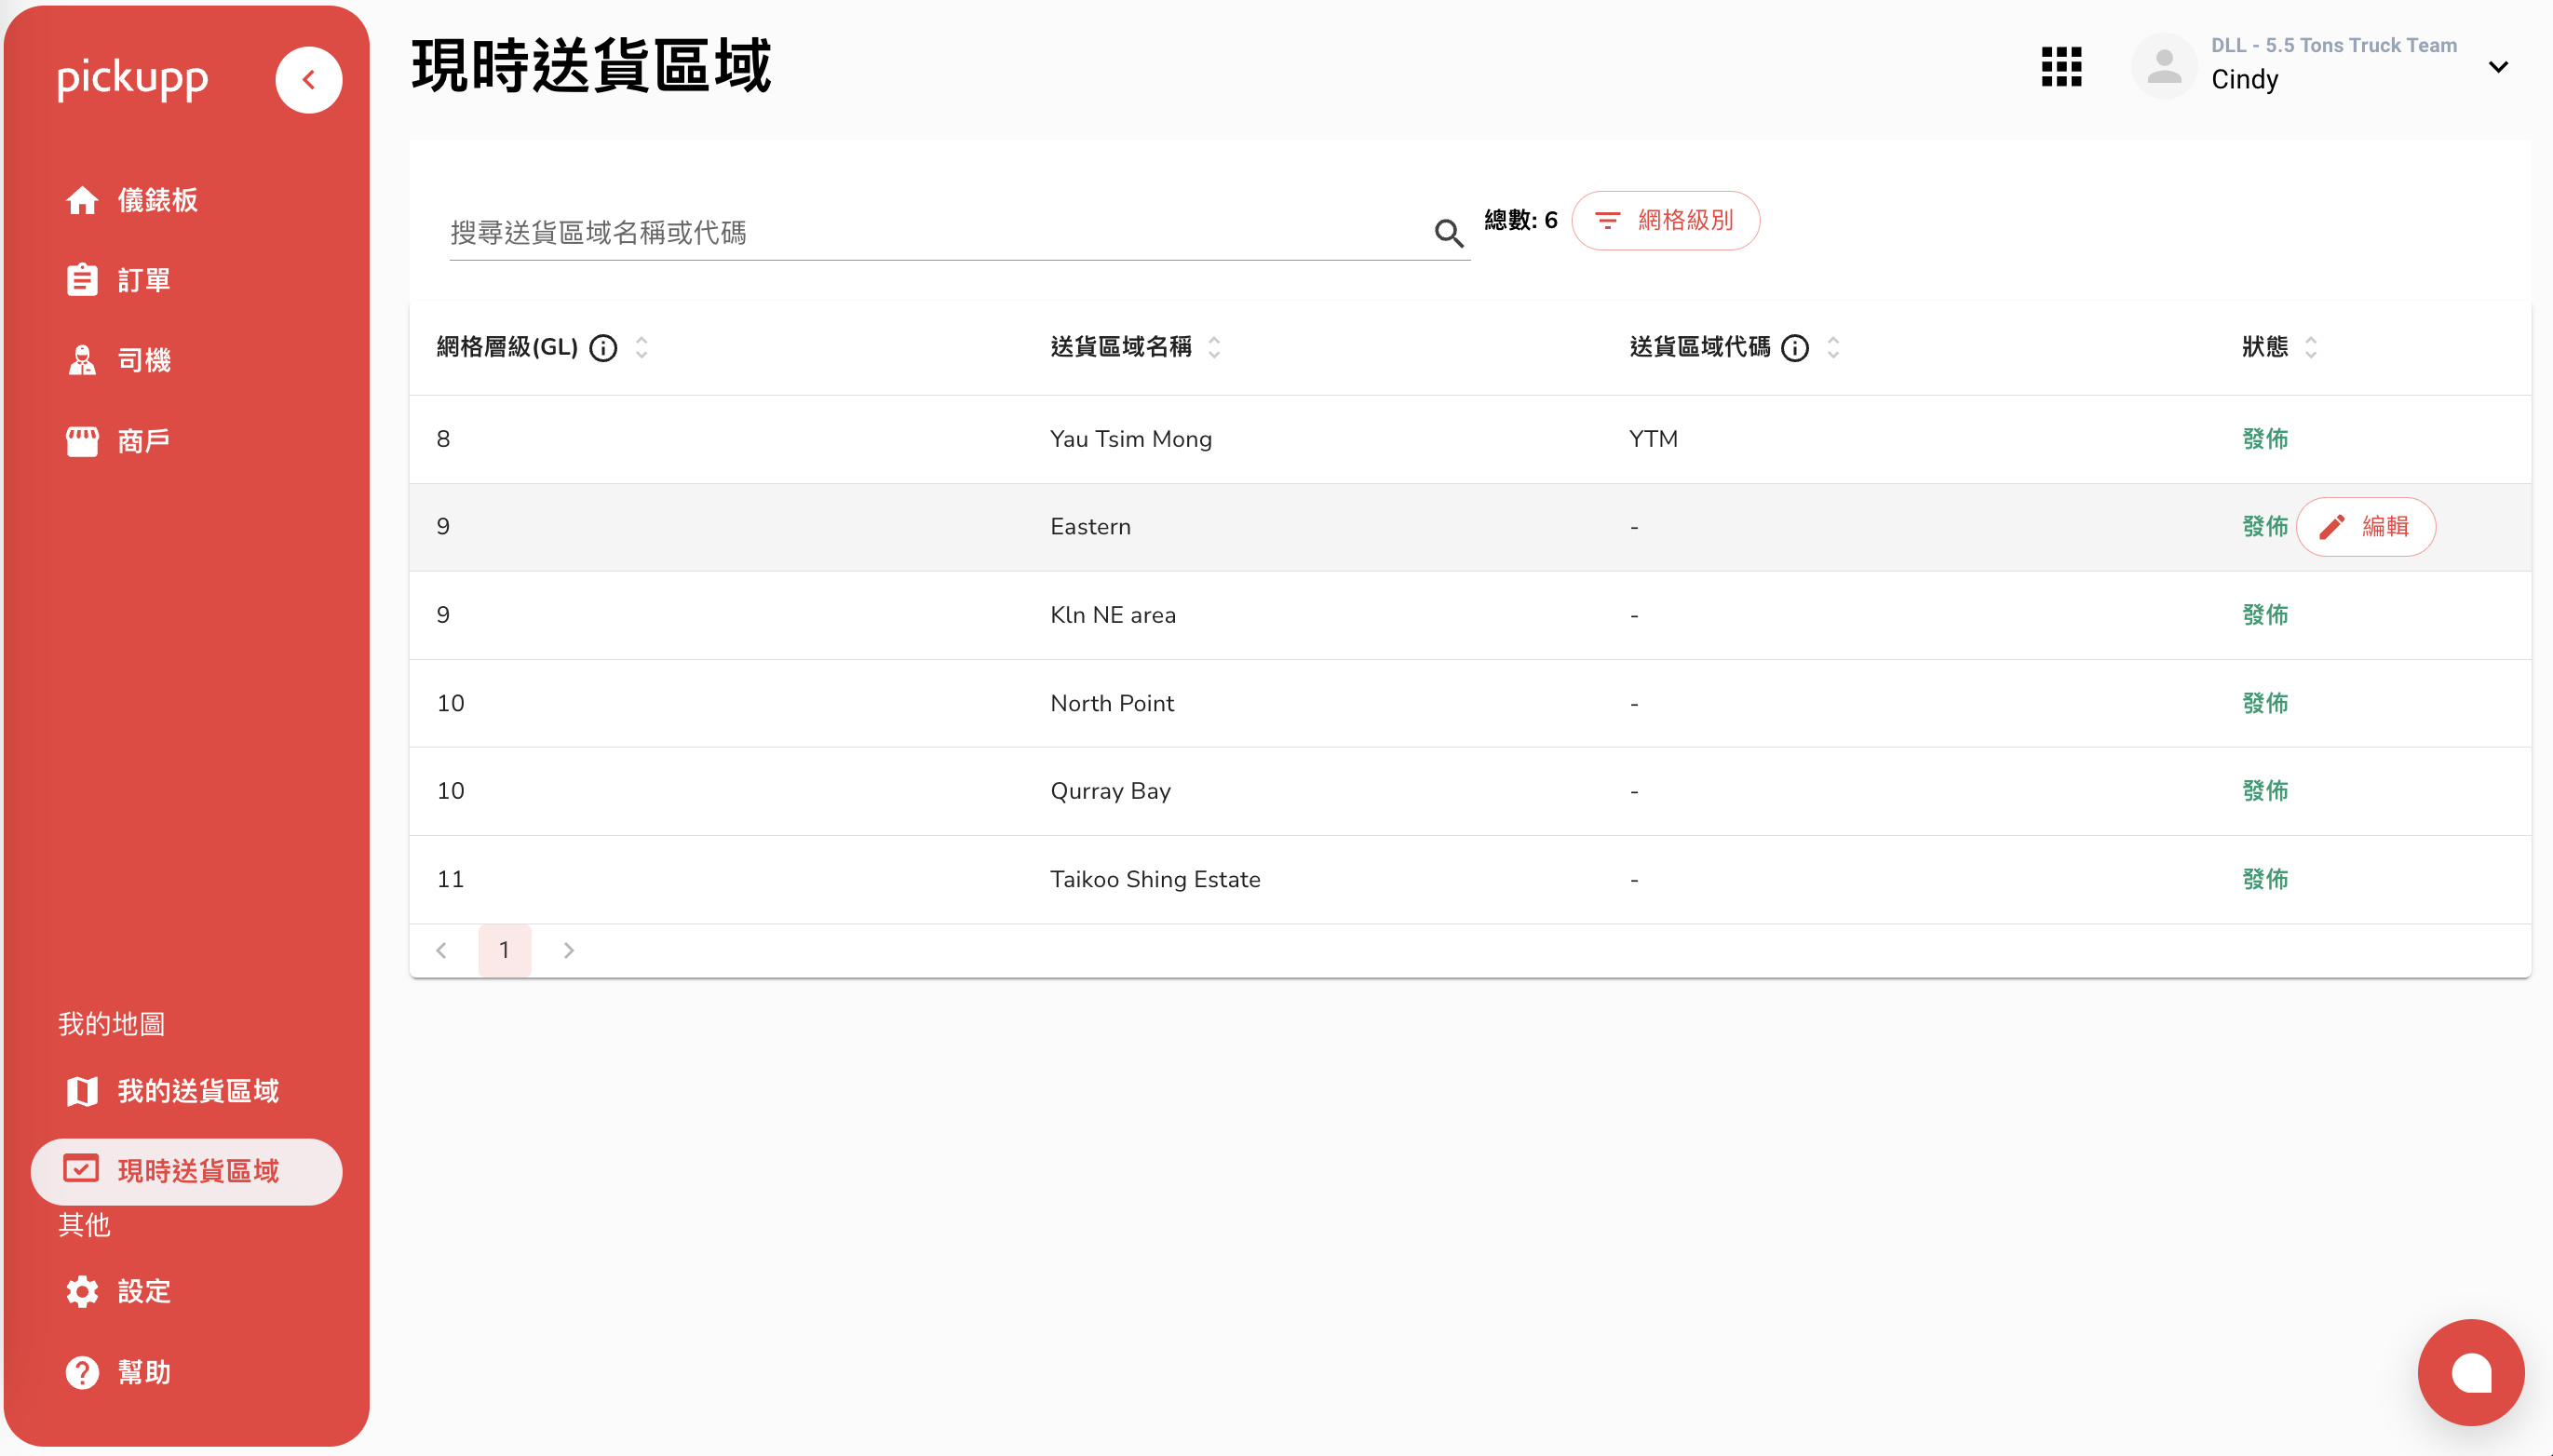 pickupp
現時送貨區域
DLL - 5.5 Tons Truck Team
Cindy
儀錶板
訂單
司機
商戶
搜尋送貨區域名稱或代碼
總數: 6
網格級別
網格層級(GL) 送貨區域名稱 送貨區域代碼 狀態
8 Yau Tsim Mong YTM 發佈
9 Eastern - 發佈 編輯
9 Kln NE area - 發佈
10 North Point - 發佈
10 Qurray Bay - 發佈
11 Taikoo Shing Estate - 發佈
1
我的地圖
我的送貨區域
現時送貨區域
其他
設定
幫助